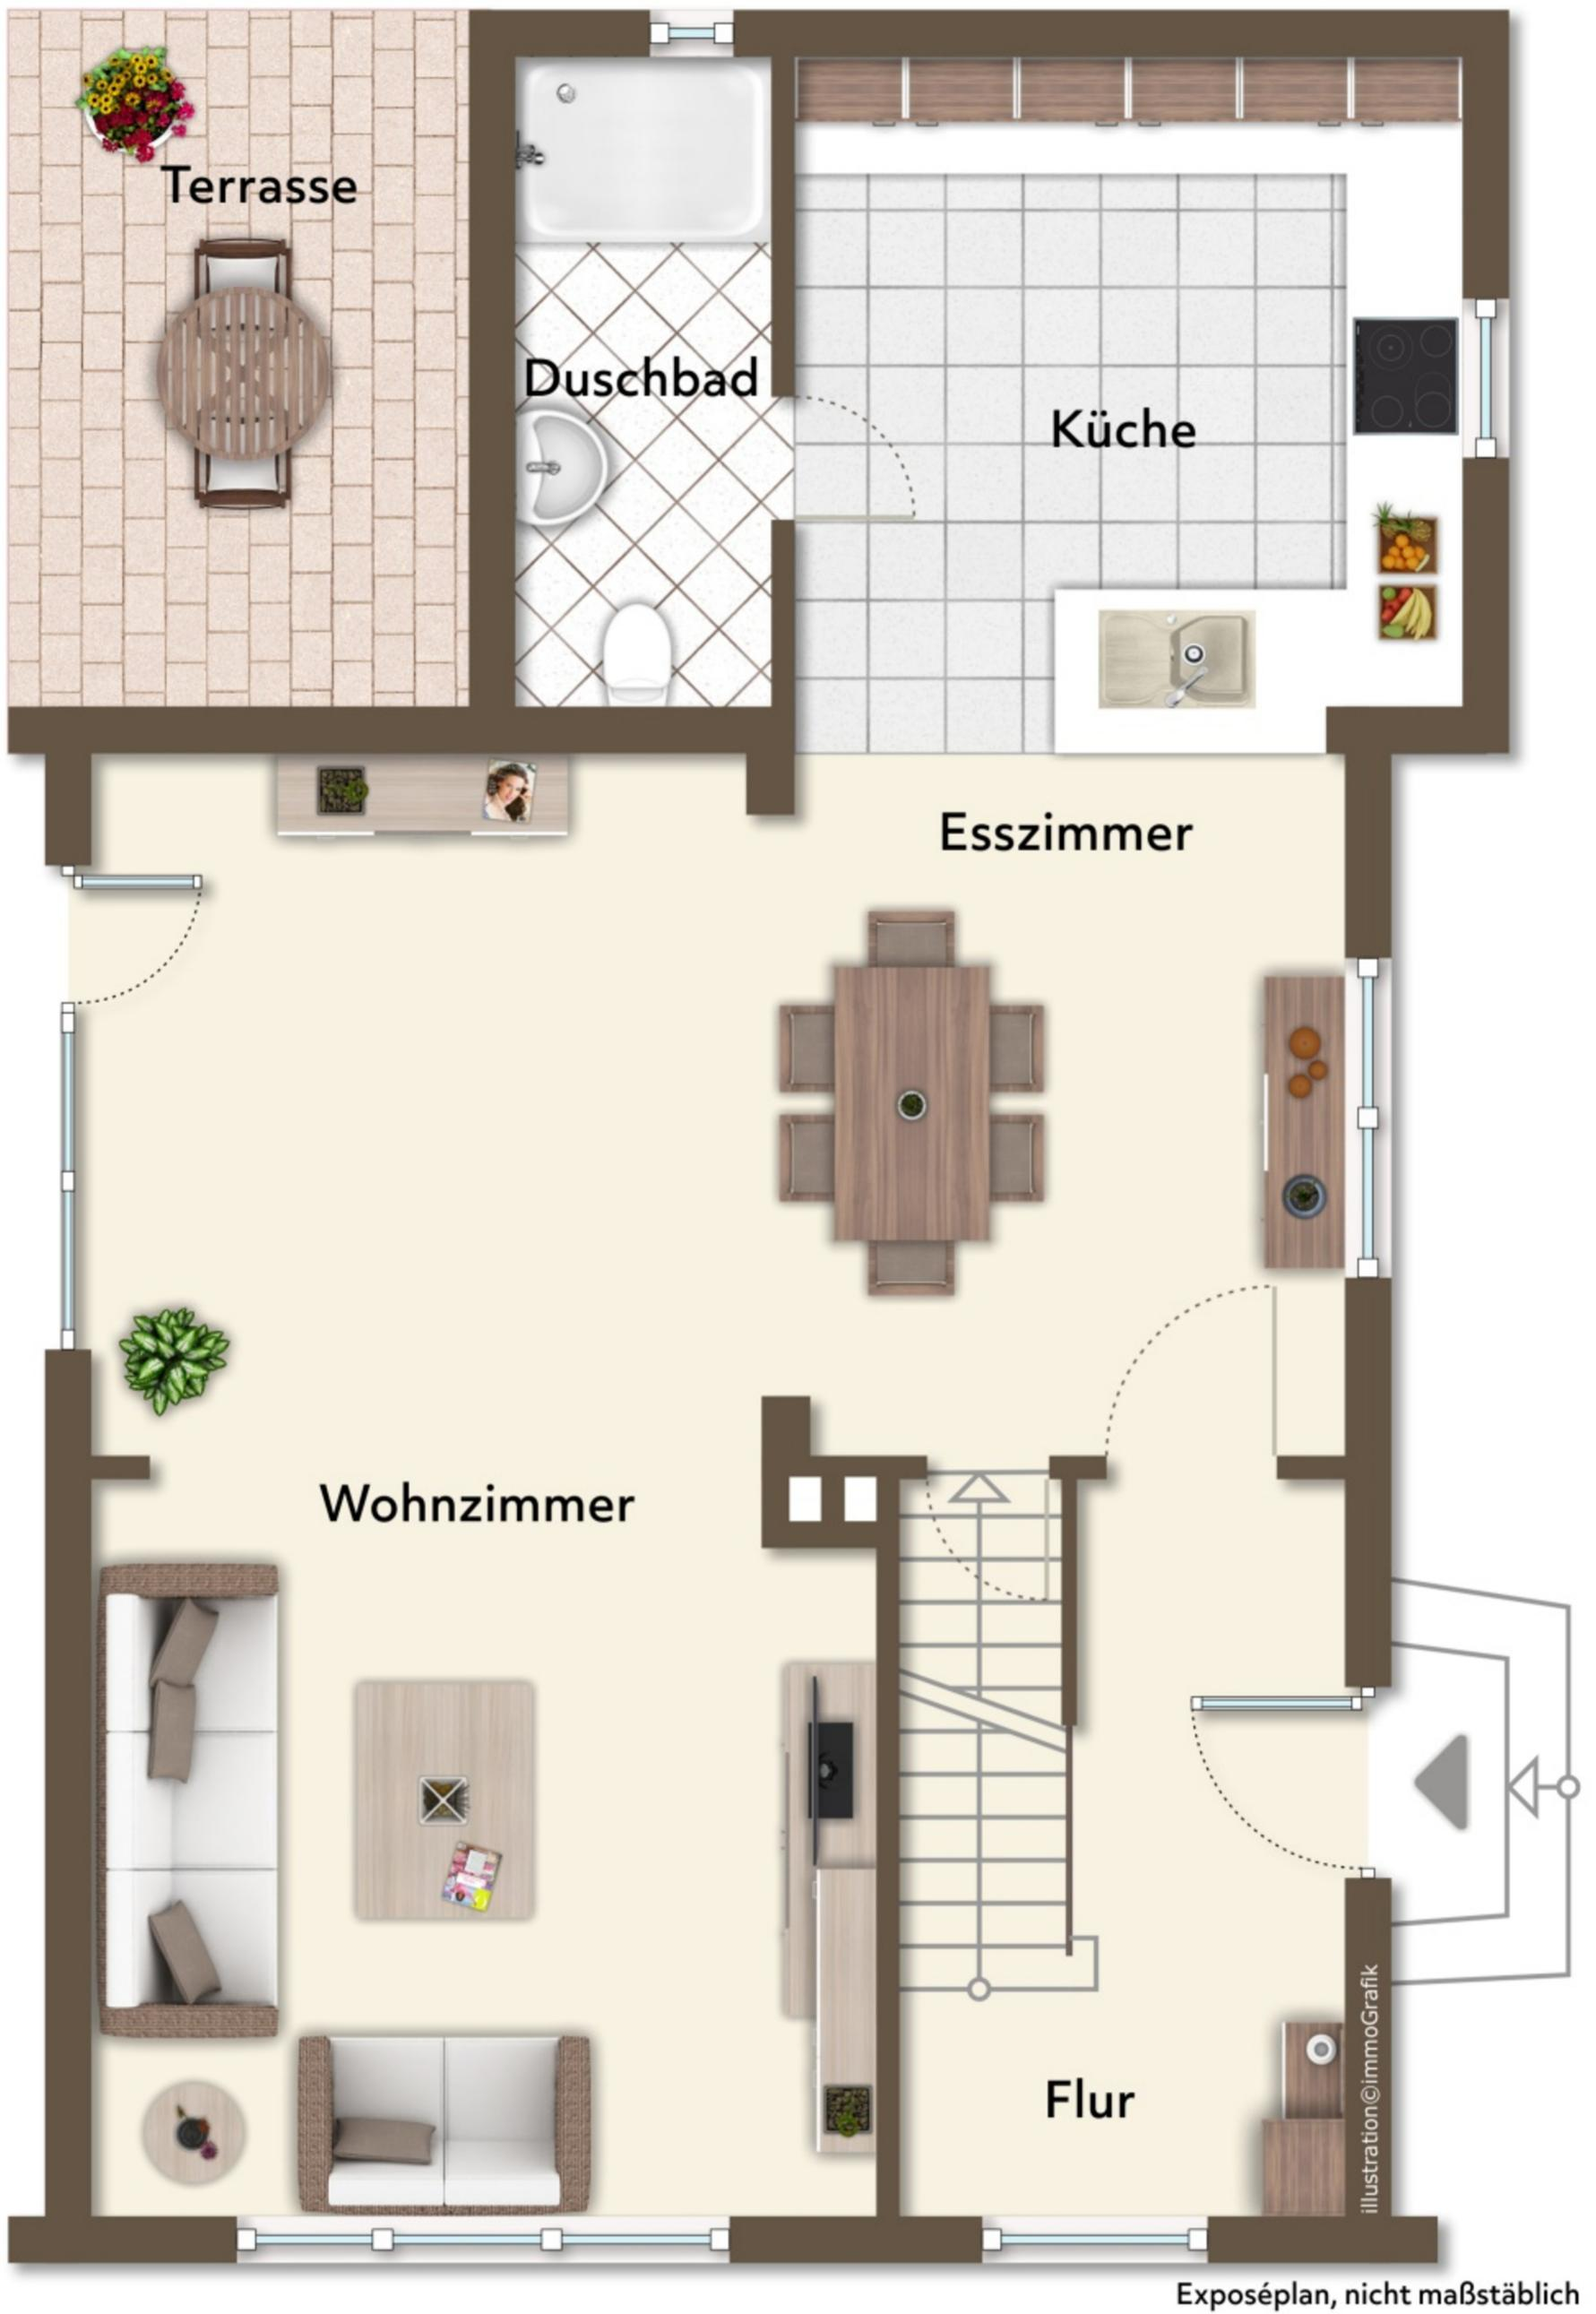 Terrasse
Duschbad
Küche
Esszimmer
Wohnzimmer
Flur
illustration©immoGrafik
Exposéplan, nicht maßstäblich